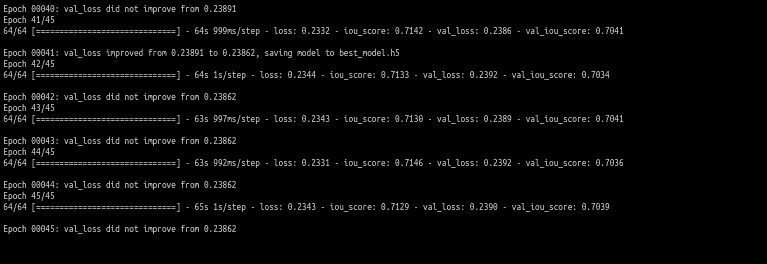 Epoch 00040: val_loss did not improve from 0.23891
Epoch 41/45
64/64 [==============================] - 64s 999ms/step - loss: 0.2332 - iou_score: 0.7142 - val_loss: 0.2386 - val_iou_score: 0.7041
Epoch 00041: val_loss improved from 0.23891 to 0.23862, saving model to best_model.h5
Epoch 42/45
64/64 [==============================] - 64s 1s/step - loss: 0.2344 - iou_score: 0.7133 - val_loss: 0.2392 - val_iou_score: 0.7034
Epoch 00042: val_loss did not improve from 0.23862
Epoch 43/45
64/64 [==============================] - 63s 997ms/step - loss: 0.2343 - iou_score: 0.7130 - val_loss: 0.2389 - val_iou_score: 0.7041
Epoch 00043: val_loss did not improve from 0.23862
Epoch 44/45
64/64 [==============================] - 63s 992ms/step - loss: 0.2331 - iou_score: 0.7146 - val_loss: 0.2392 - val_iou_score: 0.7036
Epoch 00044: val_loss did not improve from 0.23862
Epoch 45/45
64/64 [==============================] - 65s 1s/step - loss: 0.2343 - iou_score: 0.7129 - val_loss: 0.2390 - val_iou_score: 0.7039
Epoch 00045: val_loss did not improve from 0.23862